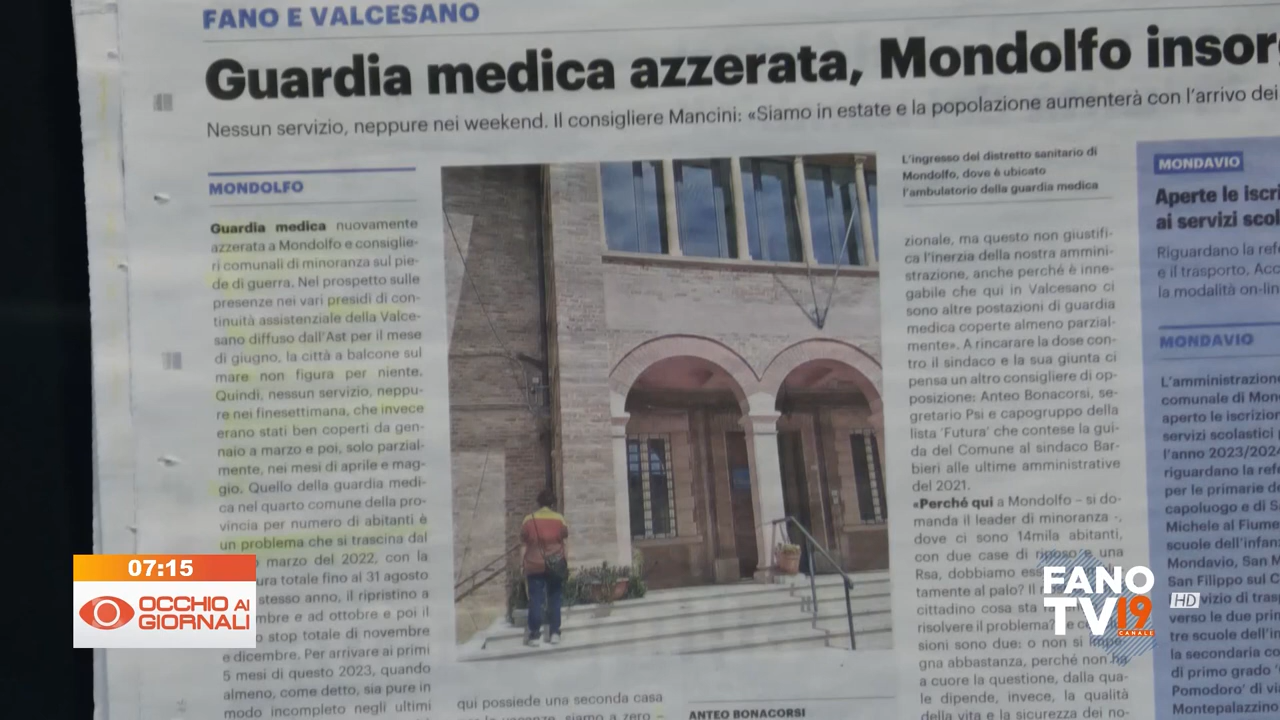 FANO E VALCESANO
Guardia medica azzerata, Mondolfo
Nessun servizio, neppure nei weekend. Il consigliere Mancini: «Siamo in estate e la popolazione aumenterà con l'arrivo dei
MONDOLFO
Guardia medica nuovamente
azzerata a Mondolfo e consiglie-
ri comunali di minoranza sul pie-
de di guerra. Nel prospetto sulle
presenze nei vari presidi di con-
tinuità assistenziale della Valce-
sano diffuso dall'Ast per il mese
di giugno, la città a balcone sul
mare non figura per niente.
Quindi, nessun servizio, neppu-
re nei finesettimana, che invece
erano stati ben coperti da gen-
naio a marzo e poi, solo parzial-
mente, nei mesi di aprile e mag-
gio. Quello della guardia medi-
ca nel quarto comune della pro-
vincia per numero di abitanti è
un problema che si trascina dal
marzo del 2022, con la
totale fino al 31 agosto
stesso anno, il ripristino a
ed ottobre e poi il
stop totale di novembre
e dicembre. Per arrivare ai primi
5 mesi di questo 2023, quando
almeno, come detto, sia pure in
modo incompleto negli ultimi
qui possiede una seconda casa
siamo a zero –
ANTEO BONACORSI
L'ingresso del distretto sanitario di
Mondolfo, dove è ubicato
l'ambulatorio della guardia medica
zionale, ma questo non giustifi-
ca l'inerzia della nostra ammini-
strazione, anche perché è inne-
gabile che qui in Valcesano ci
sono altre postazioni di guardia
medica coperte almeno parzial-
mente». A rincarare la dose con-
tro il sindaco e la sua giunta ci
pensa un altro consigliere di op-
posizione: Anteo Bonacorsi, se-
gretario Psi e capogruppo della
lista 'Futura' che contese la gui-
da del Comune al sindaco Bar-
bieri alle ultime amministrative
del 2021.
«Perché qui a Mondolfo – si do-
manda il leader di minoranza -,
dove ci sono 14mila abitanti,
con due case di riposo e una
Rsa, dobbiamo
tamente al palo? Il
cittadino cosa sta
risolvere il problema?
sioni sono due: o non si impe-
gna abbastanza, perché non ha
a cuore la questione, dalla qua-
le dipende, invece, la qualità
della vita e la sicurezza dei no-
MONDAVIO
Aperte le
ai servizi
Riguardano la
e il trasporto.
la modalità on-lin
MONDAVIO
L'amministrazione
comunale di
aperto le iscrizion
servizi scolastici
l'anno 2023/2024
riguardano la
per le primarie
capoluogo e di
Michele al Fiume
scuole dell'infan
Mondavio, San
San Filippo sul
di
verso le due
tre scuole dell'in
la secondaria
di primo grado
Pomodoro' di
Montepalazzino
07:15
OCCHIO AI
GIORNALI
FANO
TV 19
CANALE
HD